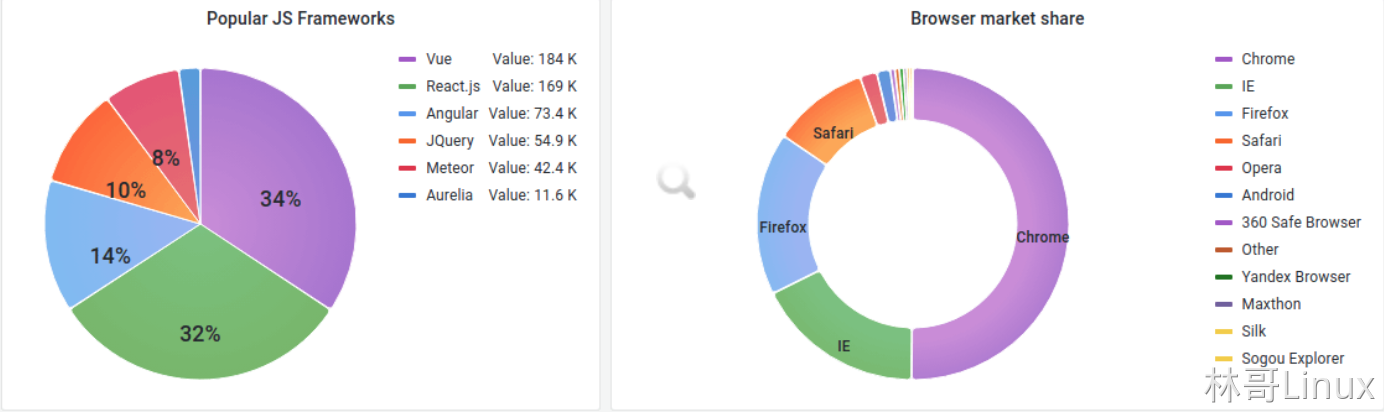 Popular JS Frameworks
Vue Value: 184 K
React.js Value: 169 K
Angular Value: 73.4 K
JQuery Value: 54.9 K
Meteor Value: 42.4 K
Aurelia Value: 11.6 K
8%
34%
10%
14%
32%
Browser market share
Safari
Firefox
Chrome
IE
Chrome
IE
Firefox
Safari
Opera
Android
360 Safe Browser
Other
Yandex Browser
Maxthon
Silk
Sogou Explorer
林哥Linux